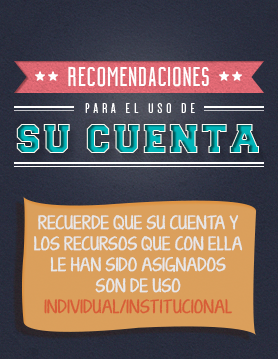 RECOMENDACIONES
PARA EL USO DE
SU CUENTA
RECUERDE QUE SU CUENTA Y
LOS RECURSOS QUE CON ELLA
LE HAN SIDO ASIGNADOS
SON DE USO
INDIVIDUAL/INSTITUCIONAL